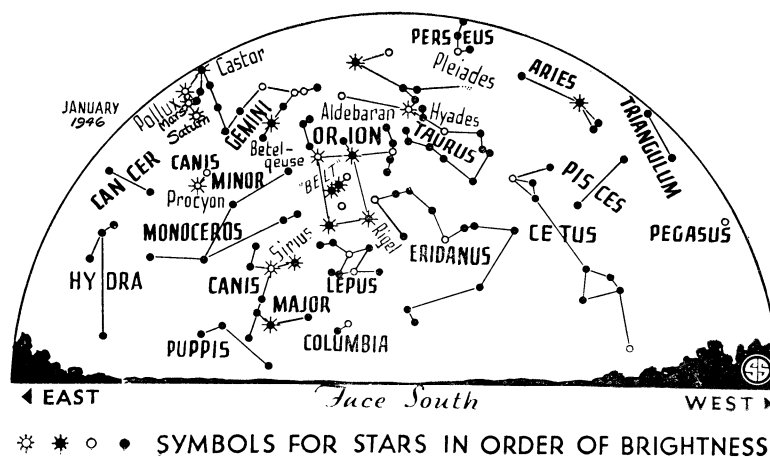 PERSEUS
Castor
Pleiades
ARIES
Pollux
Mars
Saturn
JANUARY
1946
GEMINI
Aldebaran
Hyades
TRIANGULUM
ORION
TAURUS
Betel-
geuse
CANCER
CANIS
MINOR
"BELT"
PISCES
Procyon
MONOCEROS
Sirius
Rigel
ERIDANUS
CETUS
PEGASUS
HYDRA
CANIS
LEPUS
MAJOR
PUPPIS
COLUMBIA
SS
EAST
Face South
WEST
SYMBOLS FOR STARS IN ORDER OF BRIGHTNESS